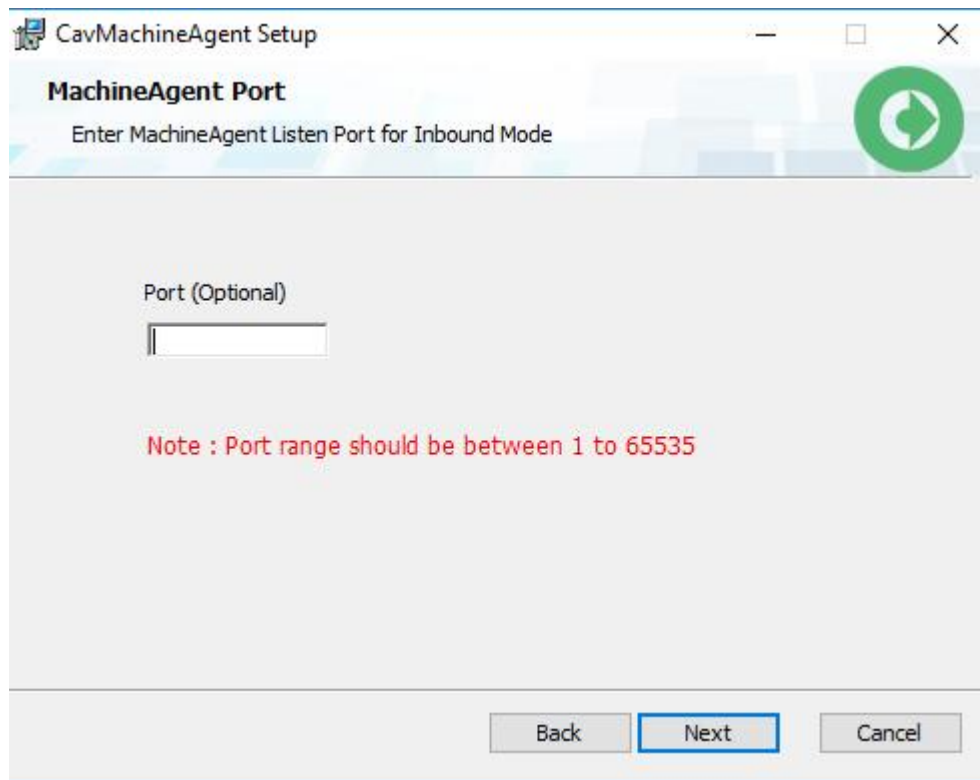 CavMachineAgent Setup
MachineAgent Port
Enter MachineAgent Listen Port for Inbound Mode
Port (Optional)
Note : Port range should be between 1 to 65535
Back Next Cancel